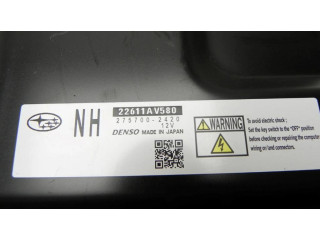 NH
22611AV580
275700-2420
12V
DENSO MADE IN JAPAN
WARNING
To avoid electric shock ;
Set the key switch to the "OFF" position
before checking or repairing the computer
wiring and its connections.